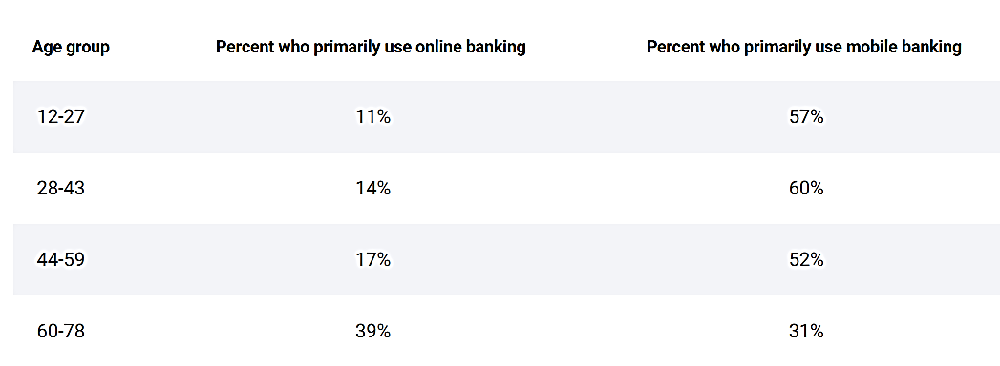 Age group Percent who primarily use online banking Percent who primarily use mobile banking
12-27 11% 57%
28-43 14% 60%
44-59 17% 52%
60-78 39% 31%